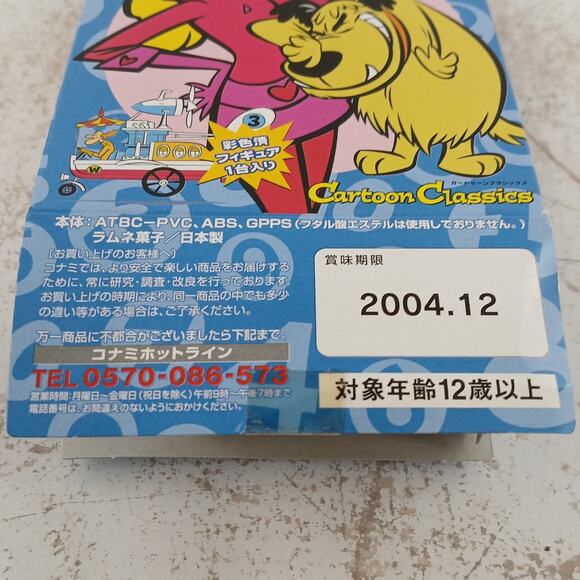 3
彩色済
フィギュア
1台入り
W
カートゥーンクラシックス
Cartoon Classics
本体:ATBC-PVC、ABS、GPPS(フタル酸エステルは使用しておりません。)
ラムネ菓子/日本製
〔お買い上げのお客様へ〕
コナミでは、より安全で楽しい商品をお届けする
ために、常に研究・調査・改良を行っております。
お買い上げの時期により、同一商品の中でも多少
の違い等がある場合は、ご了承ください。
万一商品に不都合がございましたら下記まで。
コナミホットライン
TEL 0570-086-573
営業時間:月曜日~金曜日(祝日を除く)午前9時~午後7時まで
電話番号は、お間違えのないようにおかけください。
賞味期限
2004.12
対象年齢12歳以上